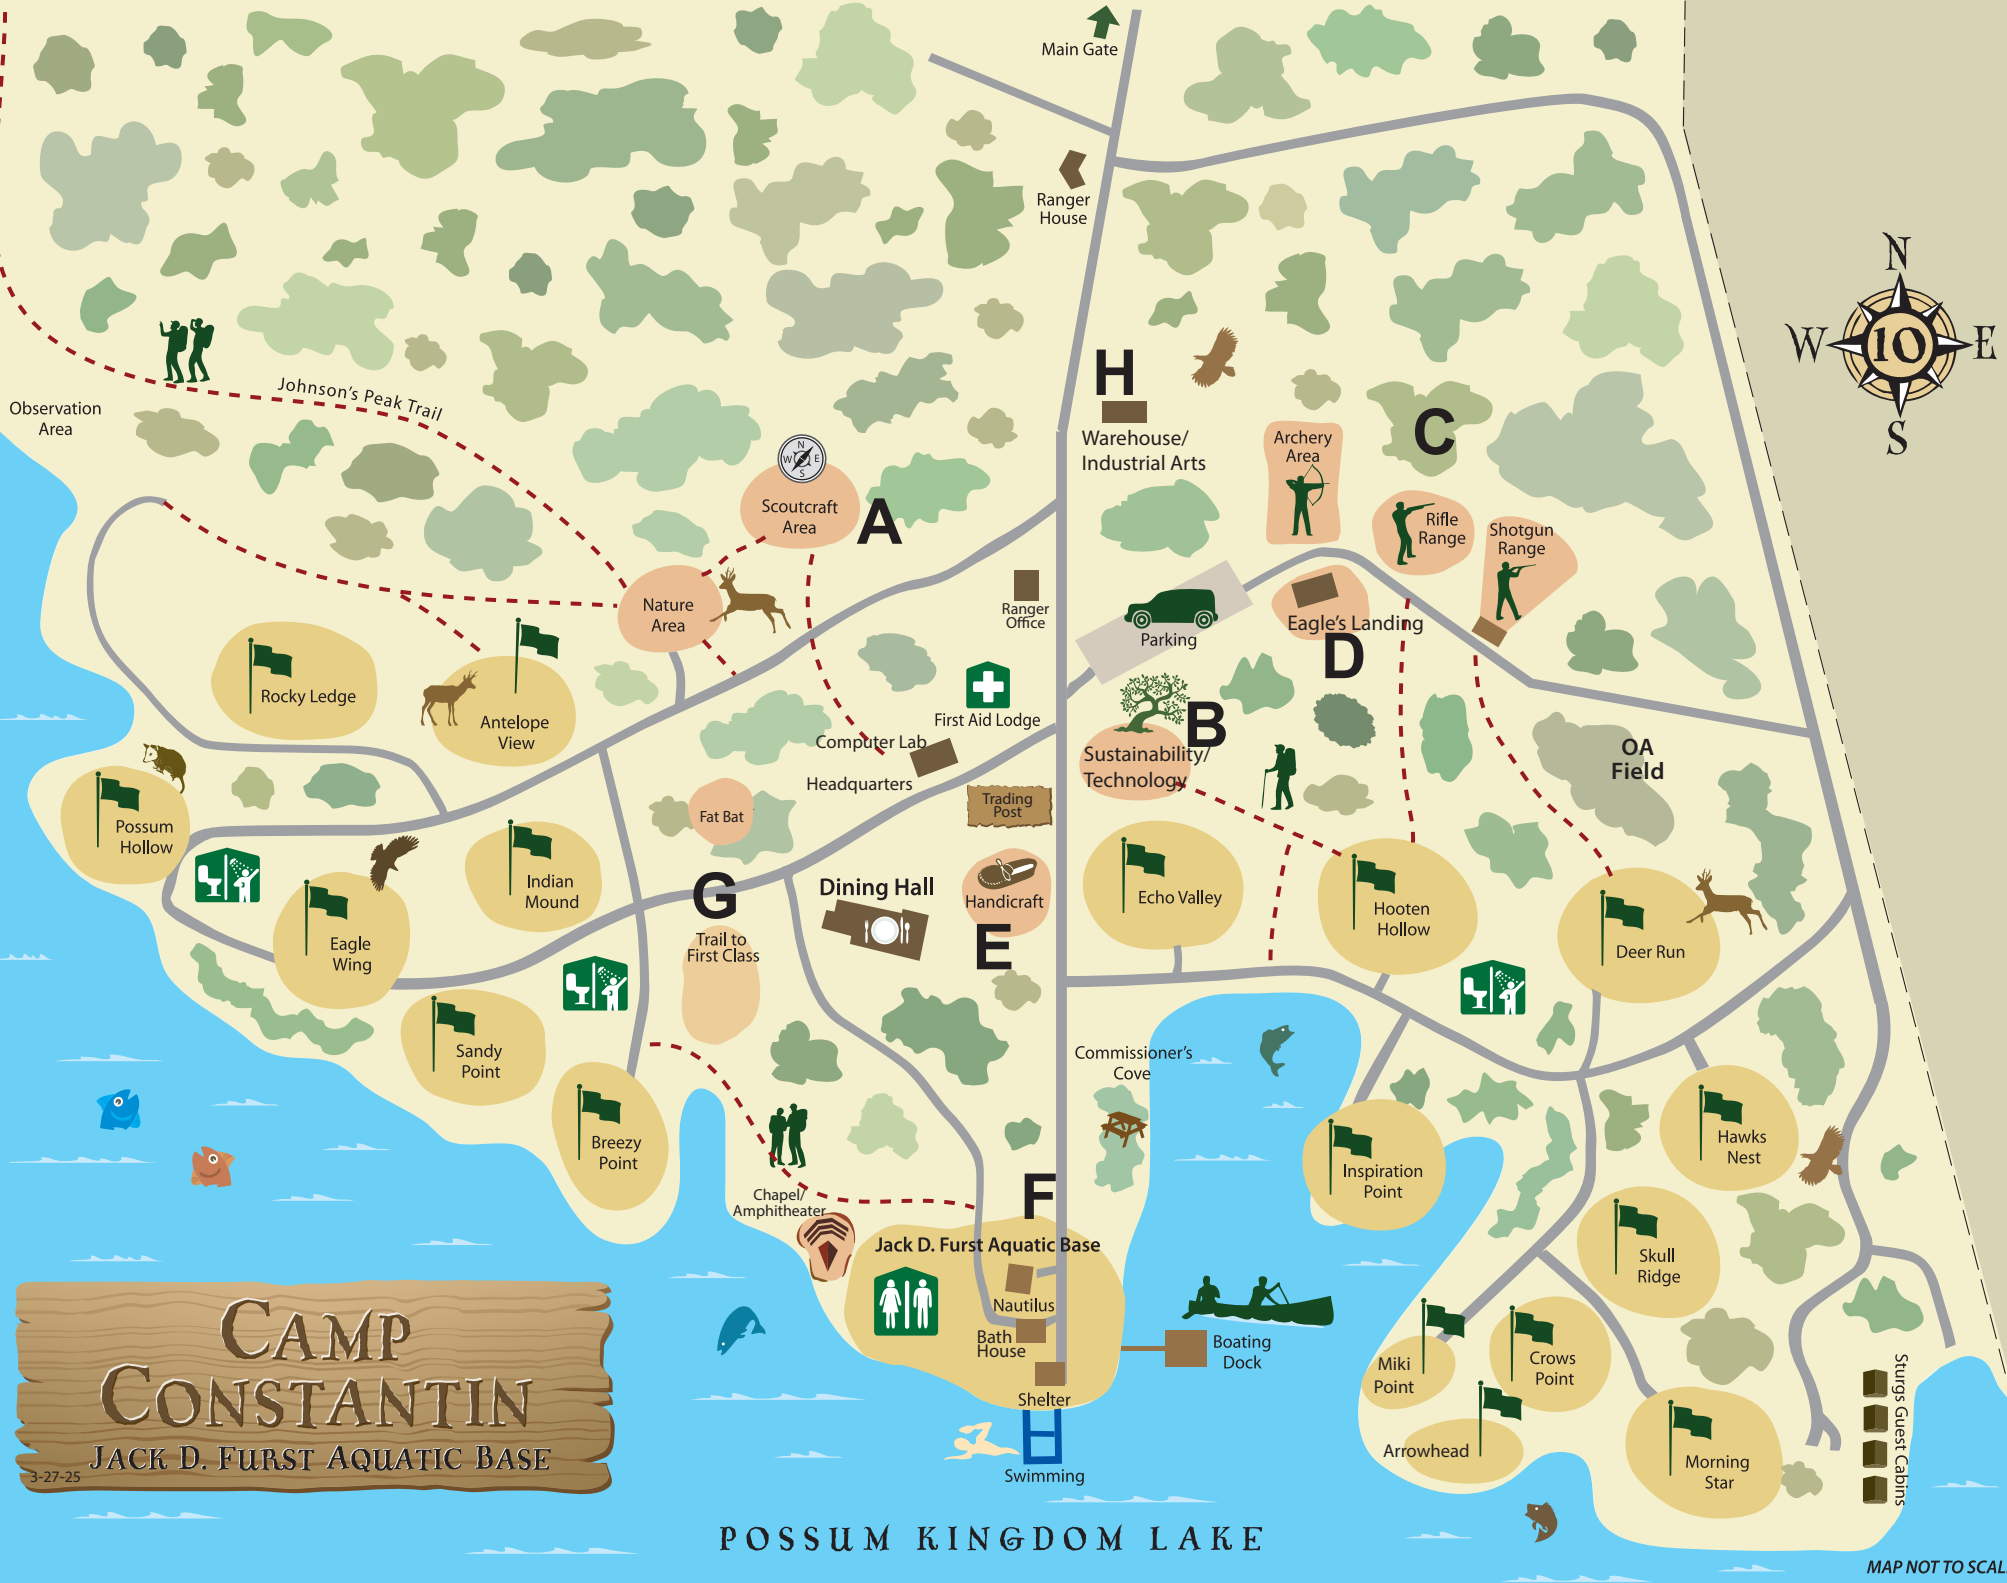 Main Gate
Ranger
House
N
W
10
E
S
H
Warehouse/
Industrial Arts
Archery
Area
C
Rifle
Range
Shotgun
Range
Johnson's Peak Trail
Observation
Area
N
W
E
S
Scoutcraft
Area
A
Nature
Area
Ranger
Office
Parking
Eagle's Landing
D
Rocky Ledge
Antelope
View
First Aid Lodge
B
Sustainability/
Technology
OA
Field
Computer Lab
Headquarters
Trading
Post
Fat Bat
Possum
Hollow
Indian
Mound
Eagle
Wing
G
Trail to
First Class
Dining Hall
Handicraft
E
Echo Valley
Hooten
Hollow
Deer Run
Sandy
Point
Breezy
Point
Commissioner's
Cove
Inspiration
Point
Hawks
Nest
Chapel/
Amphitheater
F
Jack D. Furst Aquatic Base
Nautilus
Bath
House
Shelter
Swimming
Boating
Dock
Skull
Ridge
Miki
Point
Crows
Point
Arrowhead
Morning
Star
Sturgs Guest Cabins
CAMP
CONSTANTIN
JACK D. FURST AQUATIC BASE
3-27-25
POSSUM KINGDOM LAKE
MAP NOT TO SCAL